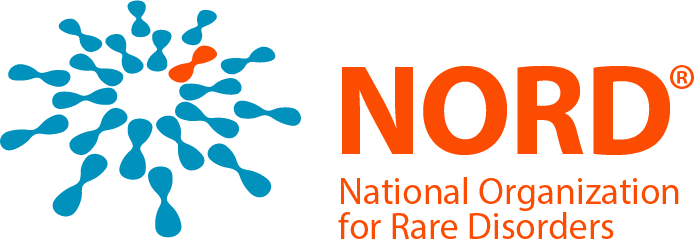 NORD®
National Organization
for Rare Disorders